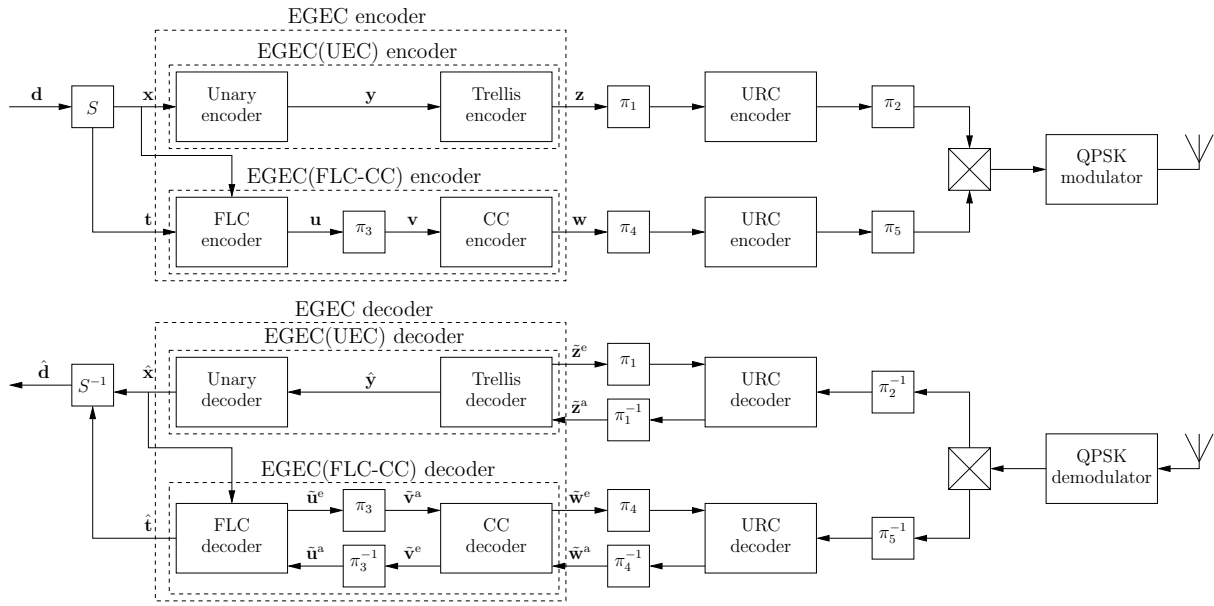 EGEC encoder
EGEC(UEC) encoder
d
S
x
Unary
encoder
y
Trellis
encoder
z
π₁
URC
encoder
π₂
QPSK
modulator
EGEC(FLC-CC) encoder
t
FLC
encoder
u
π₃
v
CC
encoder
w
π₄
URC
encoder
π₅
EGEC decoder
EGEC(UEC) decoder
d̂
S⁻¹
x̂
Unary
decoder
ŷ
Trellis
decoder
z̃ᵉ
π₁
z̃ᵃ
π₁⁻¹
URC
decoder
π₂⁻¹
QPSK
demodulator
EGEC(FLC-CC) decoder
t̂
FLC
decoder
ũᵉ
π₃
ṽᵃ
ũᵃ
π₃⁻¹
ṽᵉ
CC
decoder
w̃ᵉ
π₄
w̃ᵃ
π₄⁻¹
URC
decoder
π₅⁻¹